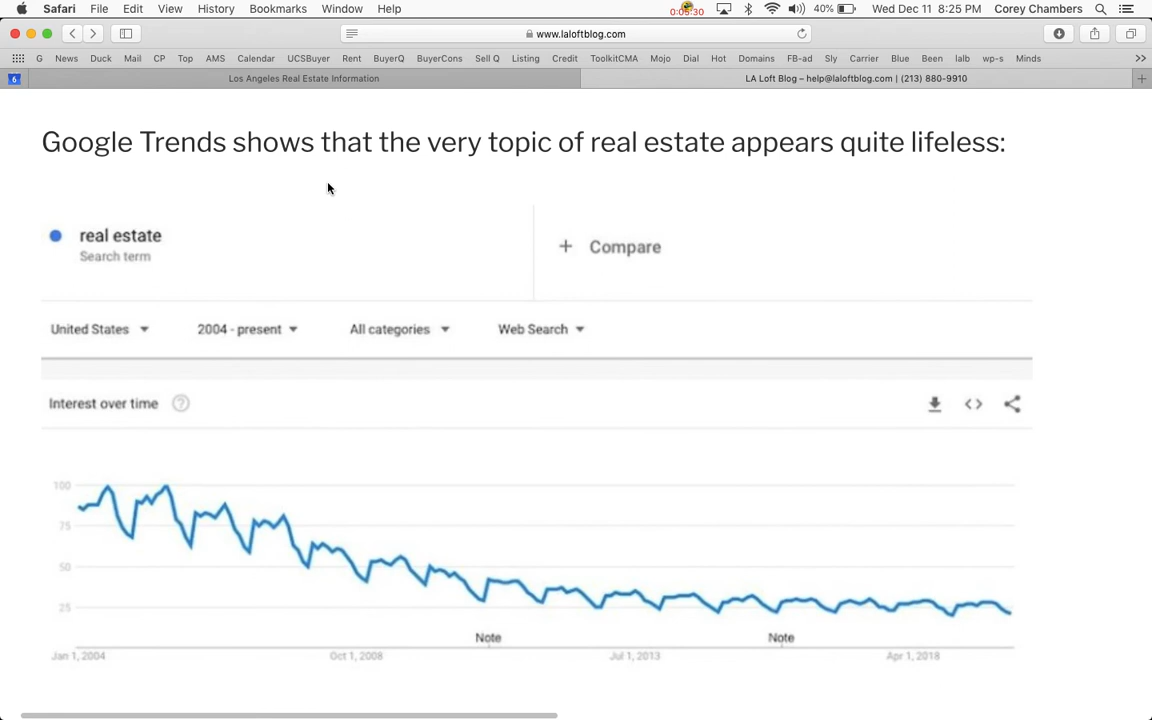 Safari File Edit View History Bookmarks Window Help 0:05:30 40% Wed Dec 11 8:25 PM Corey Chambers
www.laloftblog.com
G News Duck Mail CP Top AMS Calendar UCSBuyer Rent BuyerQ BuyerCons Sell Q Listing Credit ToolkitCMA Mojo Dial Hot Domains FB-ad Sly Carrier Blue Been lalb wp-s Minds
6 Los Angeles Real Estate Information LA Loft Blog – help@laloftblog.com | (213) 880-9910
Google Trends shows that the very topic of real estate appears quite lifeless:
real estate
Search term
+ Compare
United States 2004 - present All categories Web Search
Interest over time
100
75
50
25
Note Note
Jan 1, 2004 Oct 1, 2008 Jul 1, 2013 Apr 1, 2018